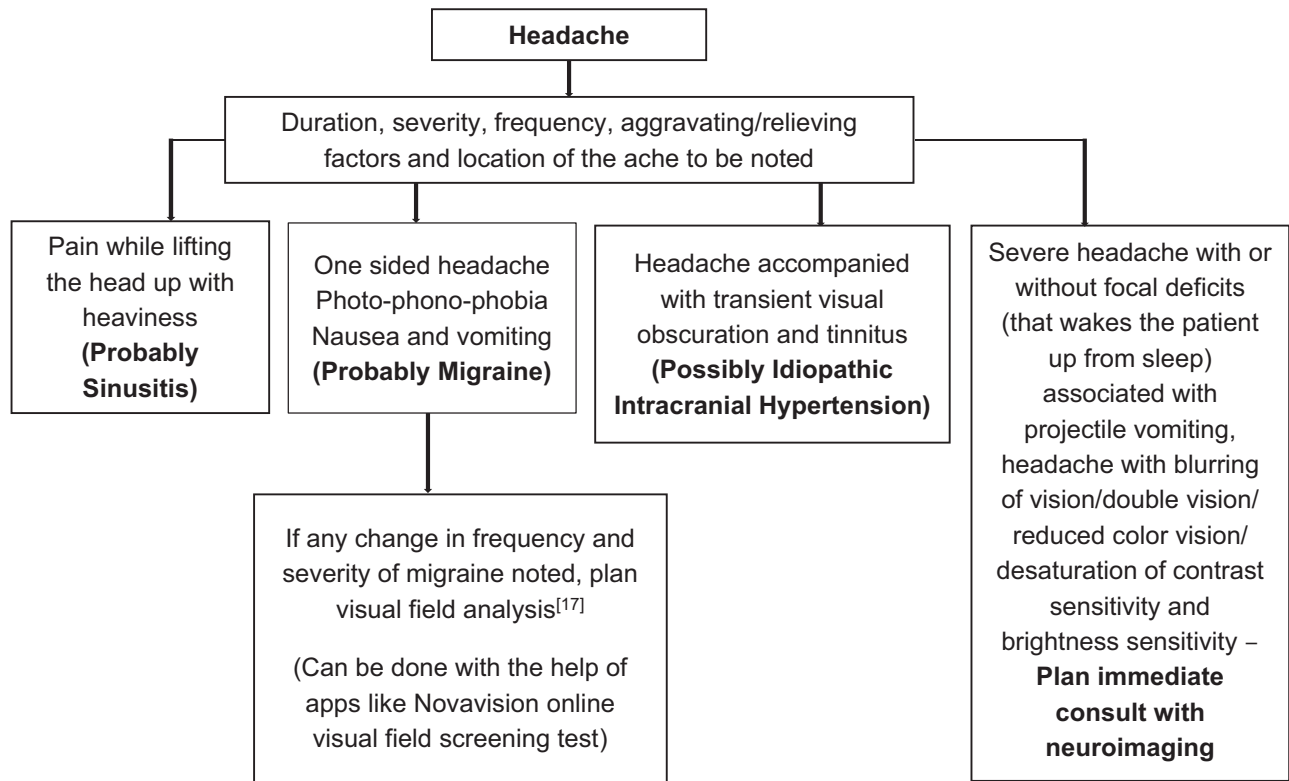 Headache
Duration, severity, frequency, aggravating/relieving
factors and location of the ache to be noted
Pain while lifting
the head up with
heaviness
(Probably
Sinusitis)
One sided headache
Photo-phono-phobia
Nausea and vomiting
(Probably Migraine)
Headache accompanied
with transient visual
obscuration and tinnitus
(Possibly Idiopathic
Intracranial Hypertension)
Severe headache with or
without focal deficits
(that wakes the patient
up from sleep)
associated with
projectile vomiting,
headache with blurring
of vision/double vision/
reduced color vision/
desaturation of contrast
sensitivity and
brightness sensitivity –
Plan immediate
consult with
neuroimaging
If any change in frequency and
severity of migraine noted, plan
visual field analysis[17]
(Can be done with the help of
apps like Novavision online
visual field screening test)